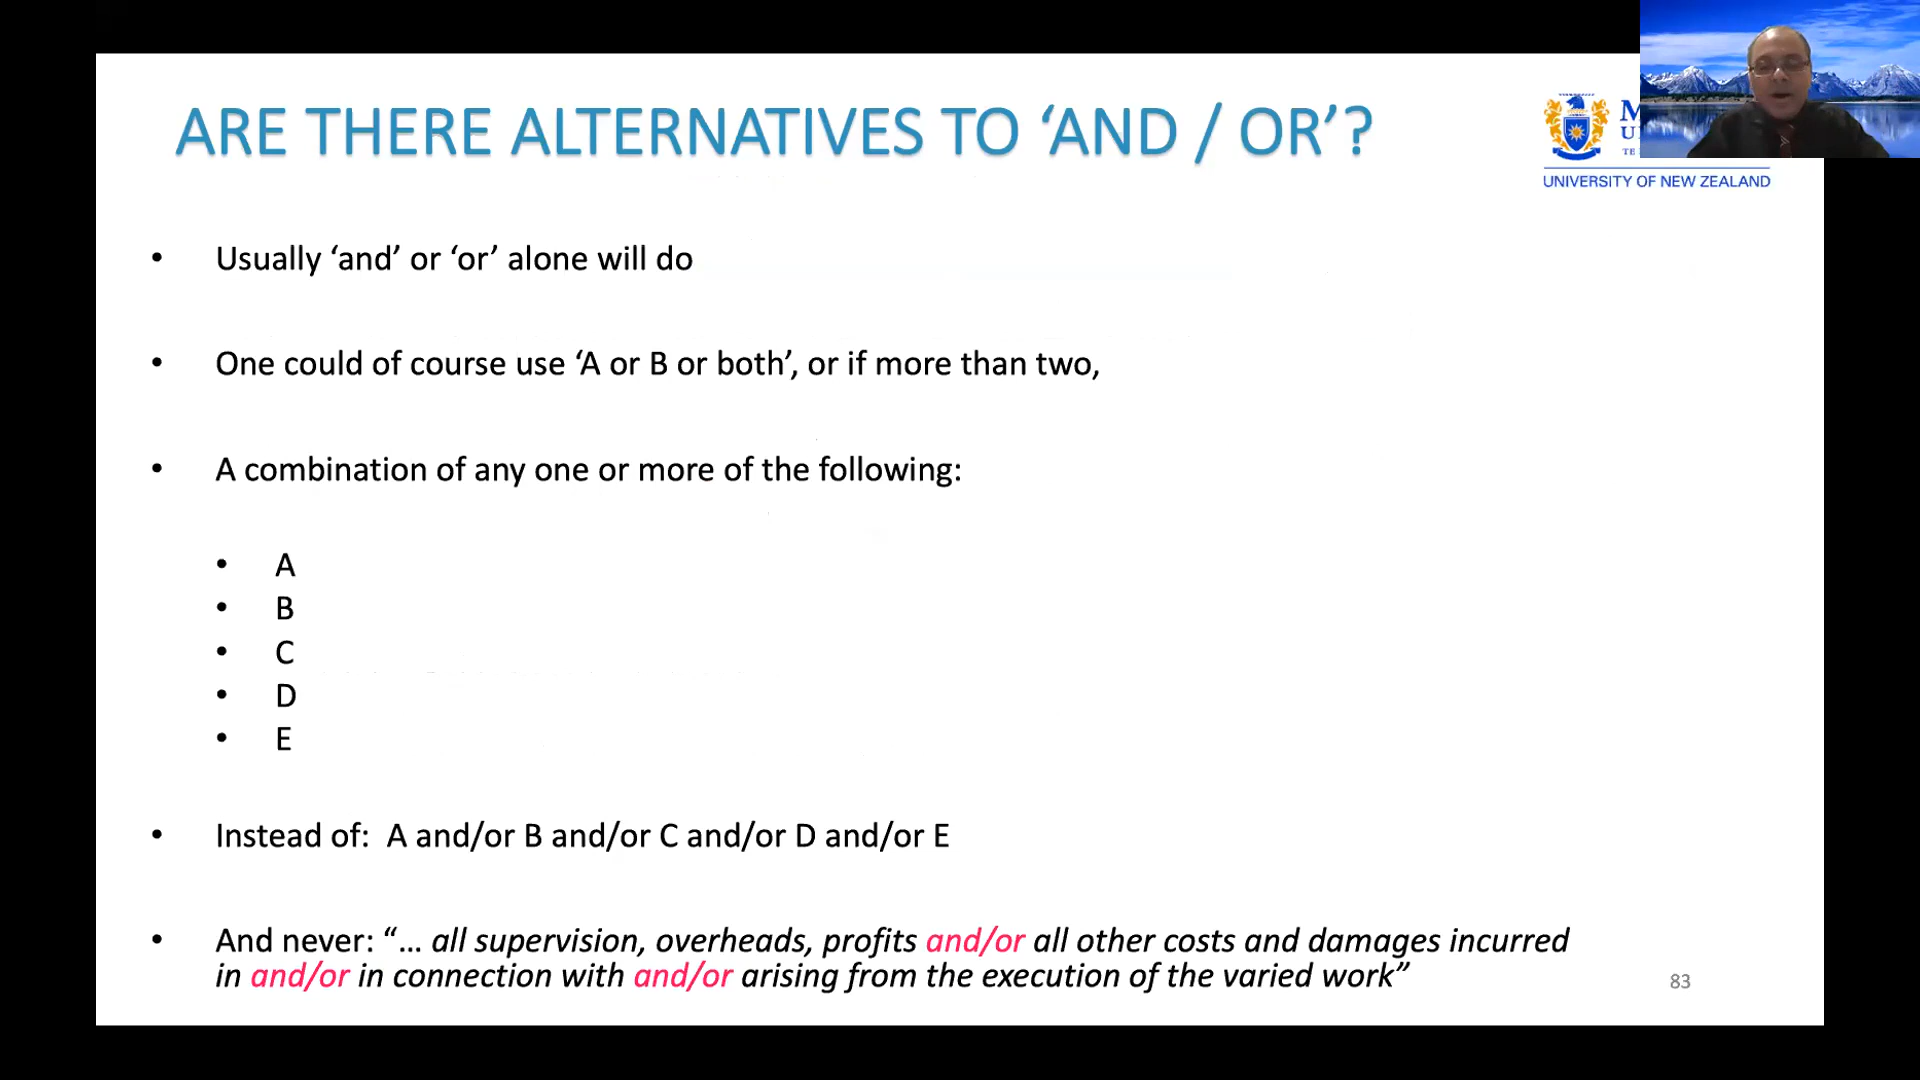 ARE THERE ALTERNATIVES TO ‘AND / OR’?
UNIVERSITY OF NEW ZEALAND
• Usually ‘and’ or ‘or’ alone will do
• One could of course use ‘A or B or both’, or if more than two,
• A combination of any one or more of the following:
• A
• B
• C
• D
• E
• Instead of: A and/or B and/or C and/or D and/or E
• And never: “… all supervision, overheads, profits and/or all other costs and damages incurred
in and/or in connection with and/or arising from the execution of the varied work”
83